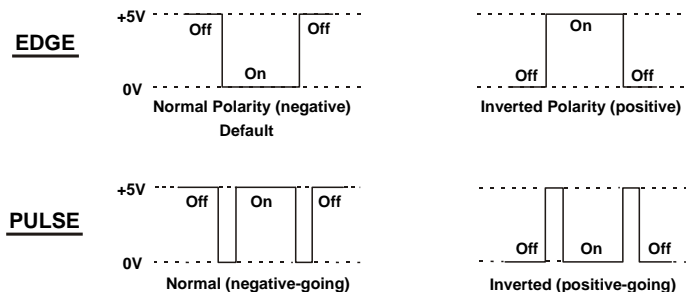 +5V
Off Off
On
EDGE
On
Off Off
0V
Normal Polarity (negative)
Default
Inverted Polarity (positive)
+5V
Off On Off
PULSE
Off On Off
0V
Normal (negative-going)
Inverted (positive-going)